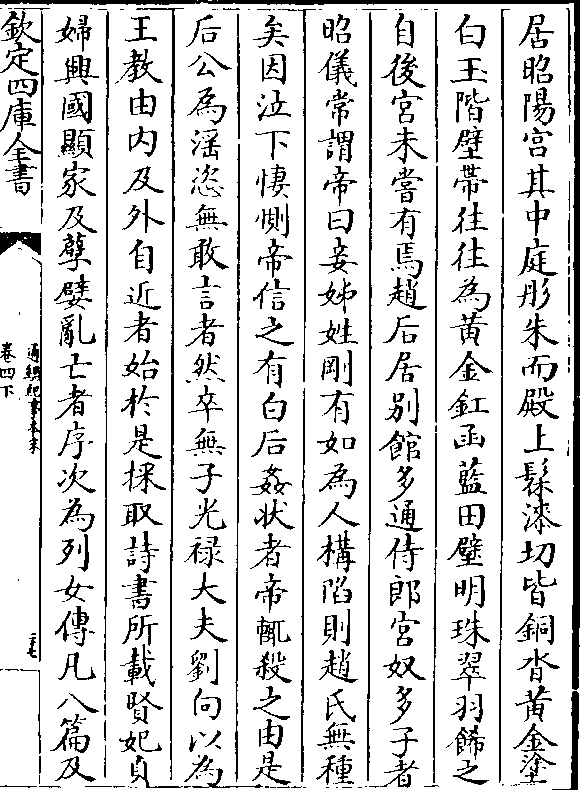 居昭陽宮其中庭彤朱而殿上髹漆切皆銅沓黄金塗
白玉階壁帶往往為黄金釭函藍田璧明珠翠羽飾之
自後宮未嘗有焉趙后居别館多通侍郎宮奴多子者
昭儀常謂帝曰妾姊姓剛有如為人構陷則趙氏無種
矣因泣下悽惻帝信之有白后姦狀者帝輒殺之由是
后公為淫恣無敢言者然卒無子光禄大夫劉向以為
王教由内及外自近者始於是採取詩書所載賢妃貞
婦興國顯家及孽嬖亂亡者序次為列女傳凡八篇及
欽定四庫全書
通鑑紀事本末
卷四下
二七